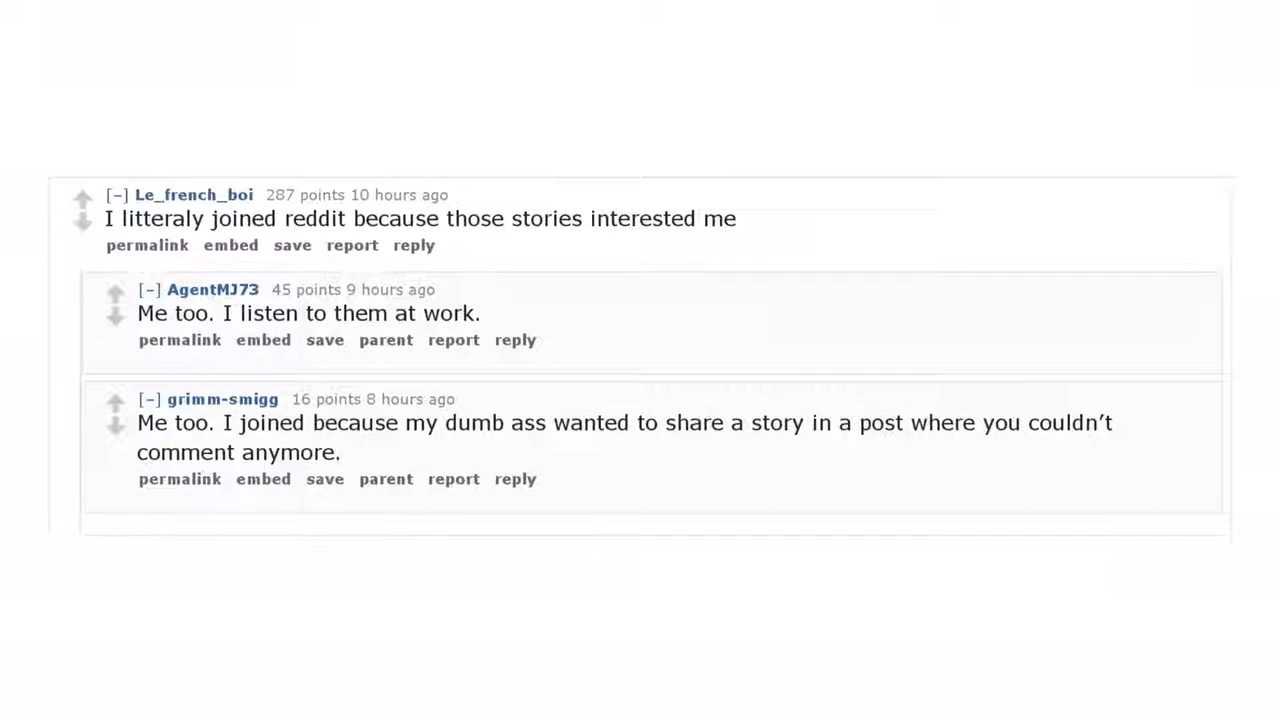 [–] Le_french_boi 287 points 10 hours ago
I litteraly joined reddit because those stories interested me
permalink embed save report reply
[–] AgentMJ73 45 points 9 hours ago
Me too. I listen to them at work.
permalink embed save parent report reply
[–] grimm-smigg 16 points 8 hours ago
Me too. I joined because my dumb ass wanted to share a story in a post where you couldn’t
comment anymore.
permalink embed save parent report reply